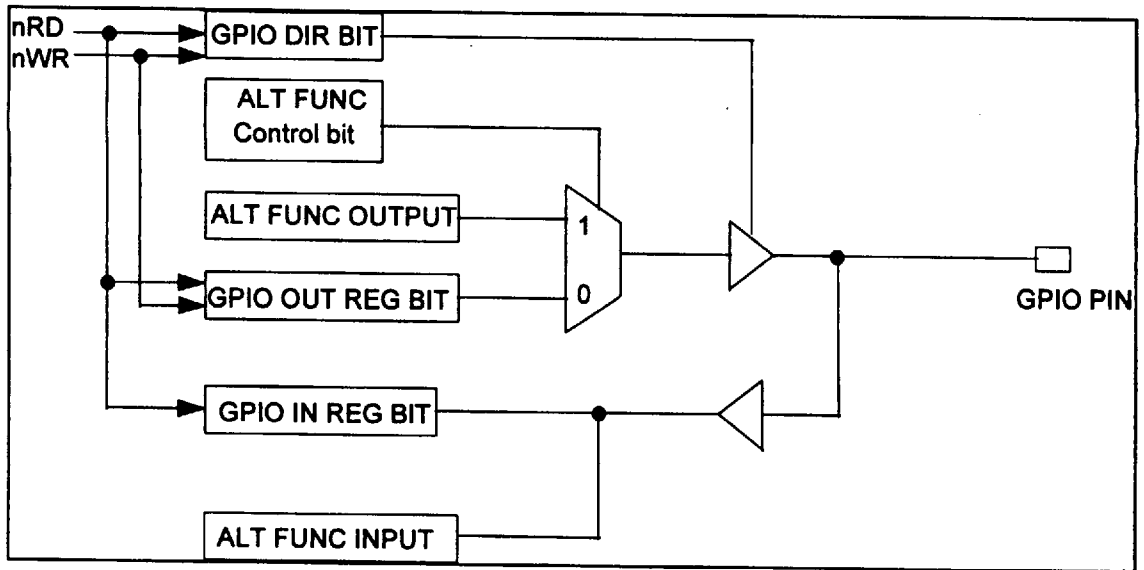 nRD
nWR
GPIO DIR BIT
ALT FUNC
Control bit
ALT FUNC OUTPUT
1
GPIO OUT REG BIT
0
GPIO PIN
GPIO IN REG BIT
ALT FUNC INPUT